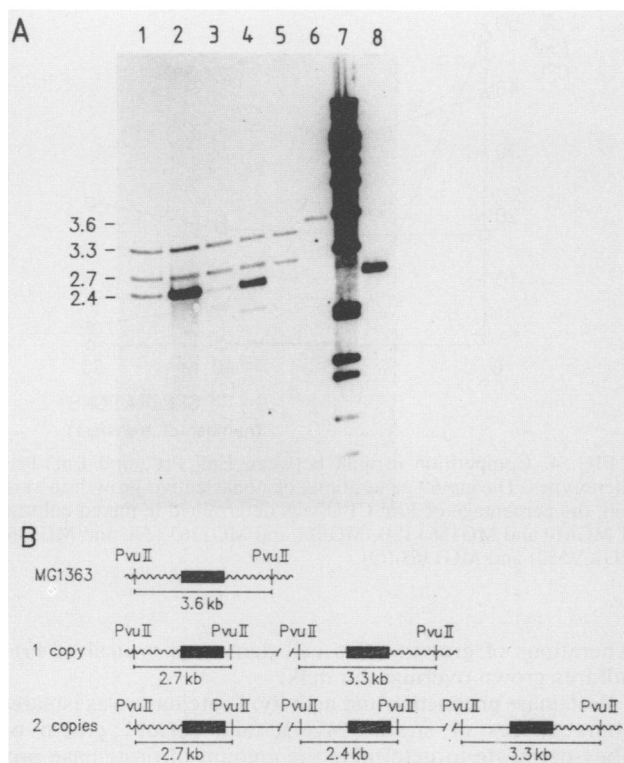 A
1 2 3 4 5 6 7 8
3.6 –
3.3 –
2.7 –
2.4 –
B
PvuII PvuII
MG1363
3.6 kb
PvuII PvuII PvuII PvuII
1 copy
2.7 kb 3.3 kb
PvuII PvuII PvuII PvuII PvuII PvuII
2 copies
2.7 kb 2.4 kb 3.3 kb